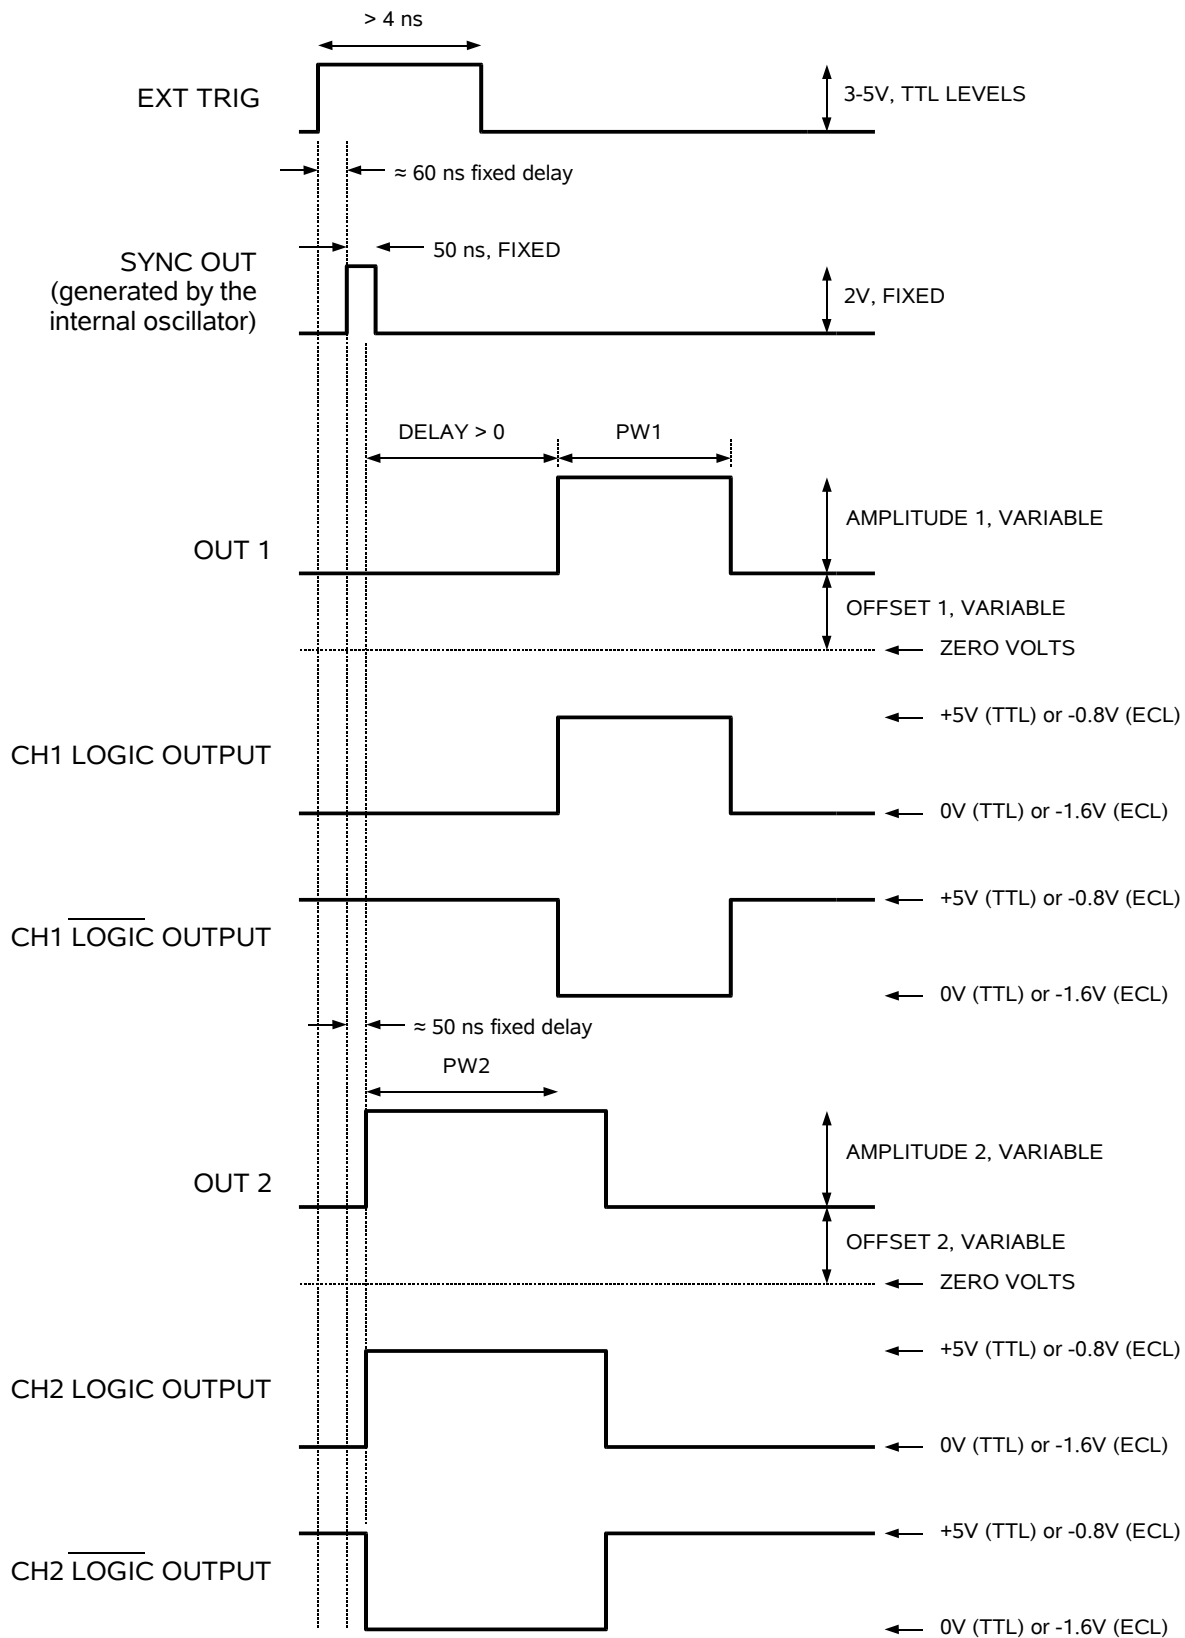 > 4 ns
EXT TRIG
3-5V, TTL LEVELS
≈ 60 ns fixed delay
SYNC OUT
(generated by the
internal oscillator)
50 ns, FIXED
2V, FIXED
DELAY > 0
PW1
OUT 1
AMPLITUDE 1, VARIABLE
OFFSET 1, VARIABLE
ZERO VOLTS
+5V (TTL) or -0.8V (ECL)
CH1 LOGIC OUTPUT
0V (TTL) or -1.6V (ECL)
+5V (TTL) or -0.8V (ECL)
CH1 L̅O̅G̅I̅C̅ OUTPUT
0V (TTL) or -1.6V (ECL)
≈ 50 ns fixed delay
PW2
OUT 2
AMPLITUDE 2, VARIABLE
OFFSET 2, VARIABLE
ZERO VOLTS
+5V (TTL) or -0.8V (ECL)
CH2 LOGIC OUTPUT
0V (TTL) or -1.6V (ECL)
+5V (TTL) or -0.8V (ECL)
CH2 L̅O̅G̅I̅C̅ OUTPUT
0V (TTL) or -1.6V (ECL)